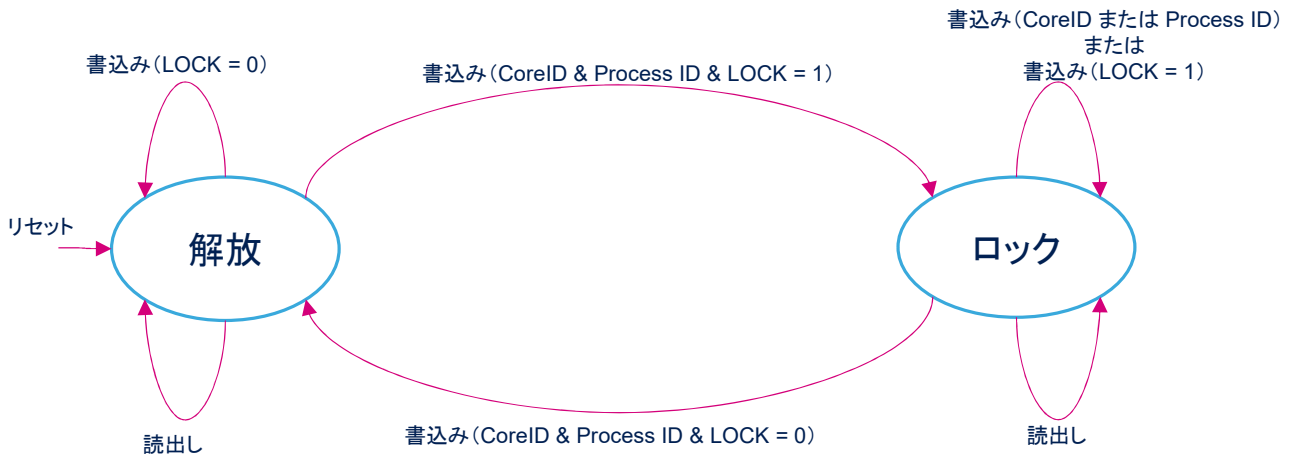 書込み（CoreID または Process ID）
または
書込み（LOCK = 1）
書込み（LOCK = 0）
書込み（CoreID & Process ID & LOCK = 1）
リセット
解放
ロック
書込み（CoreID & Process ID & LOCK = 0）
読出し
読出し